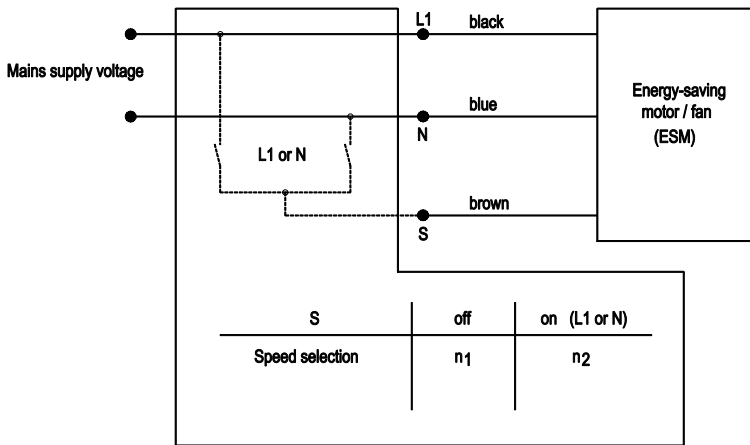 L1
black
Mains supply voltage
Energy-saving
motor / fan
(ESM)
blue
N
L1 or N
brown
S
S off on (L1 or N)
Speed selection n1 n2